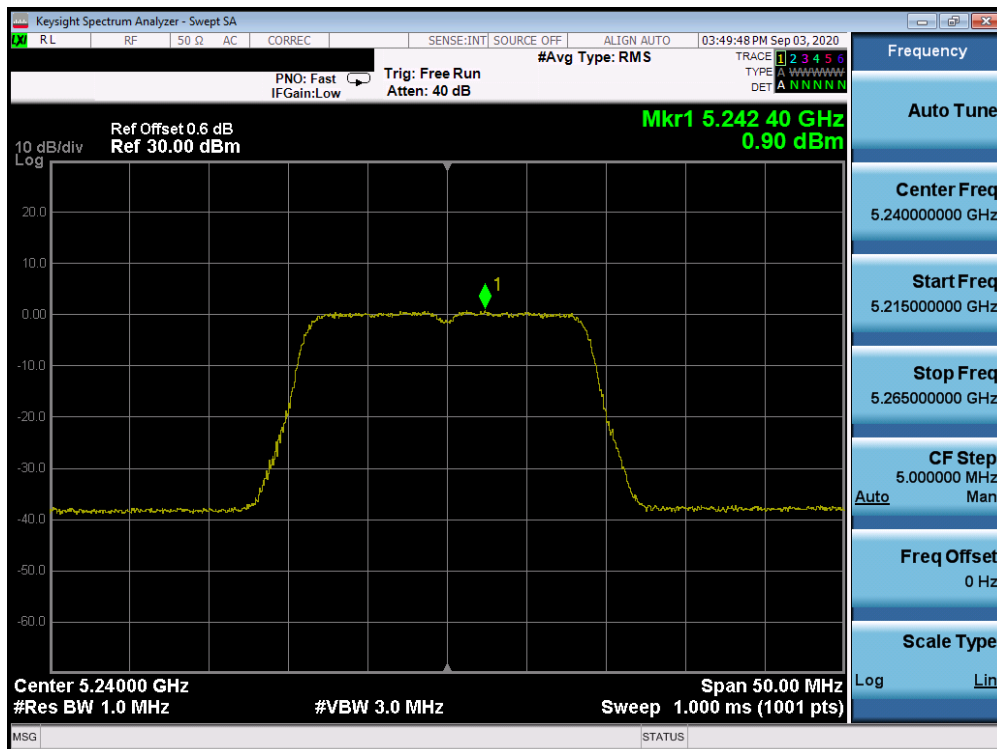 Keysight Spectrum Analyzer - Swept SA
LXI RL RF 50 Ω AC CORREC SENSE:INT SOURCE OFF ALIGN AUTO 03:49:48 PM Sep 03, 2020
#Avg Type: RMS
TRACE 1 2 3 4 5 6
TYPE A WWWWW
DET A N N N N N
PNO: Fast
IFGain:Low
Trig: Free Run
Atten: 40 dB
Mkr1 5.242 40 GHz
0.90 dBm
Ref Offset 0.6 dB
10 dB/div Ref 30.00 dBm
Log
20.0
10.0
0.00
-10.0
-20.0
-30.0
-40.0
-50.0
-60.0
1
Center 5.24000 GHz Span 50.00 MHz
#Res BW 1.0 MHz #VBW 3.0 MHz Sweep 1.000 ms (1001 pts)
MSG STATUS
Frequency
Auto Tune
Center Freq
5.240000000 GHz
Start Freq
5.215000000 GHz
Stop Freq
5.265000000 GHz
CF Step
5.000000 MHz
Auto Man
Freq Offset
0 Hz
Scale Type
Log Lin